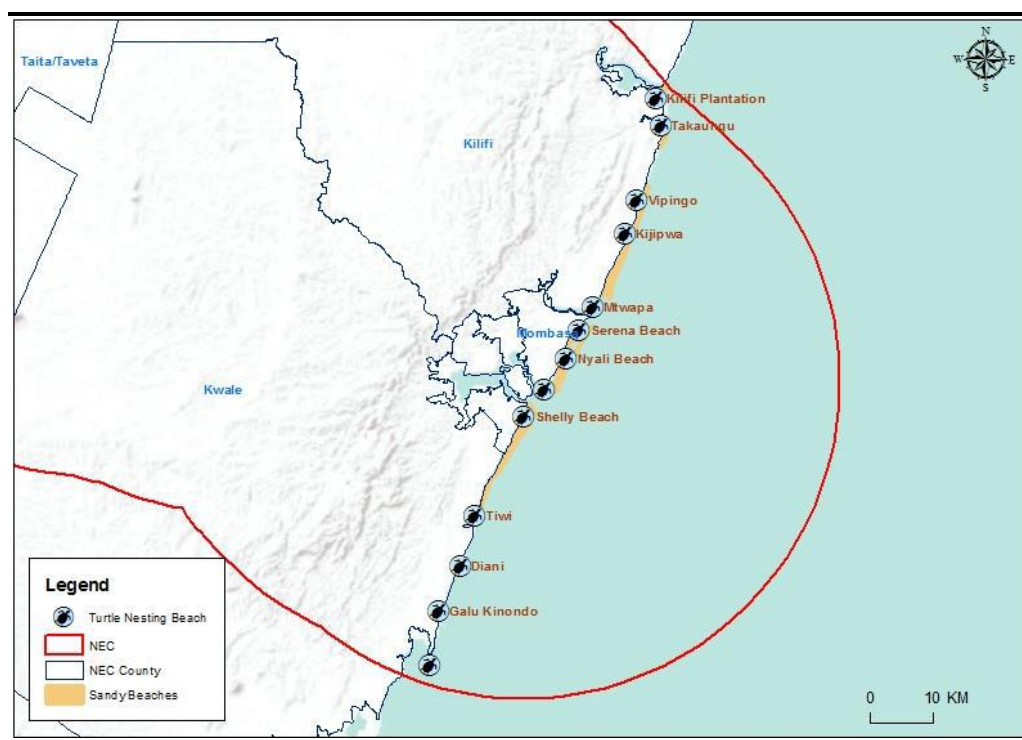 N
W E
S
Taita/Taveta
Kilifi Plantation
Takaungu
Kilifi
Vipingo
Kijipwa
Mtwapa
Mombasa
Serena Beach
Nyali Beach
Kwale
Shelly Beach
Tiwi
Diani
Galu Kinondo
Legend
Turtle Nesting Beach
NEC
NEC County
Sandy Beaches
0 10 KM